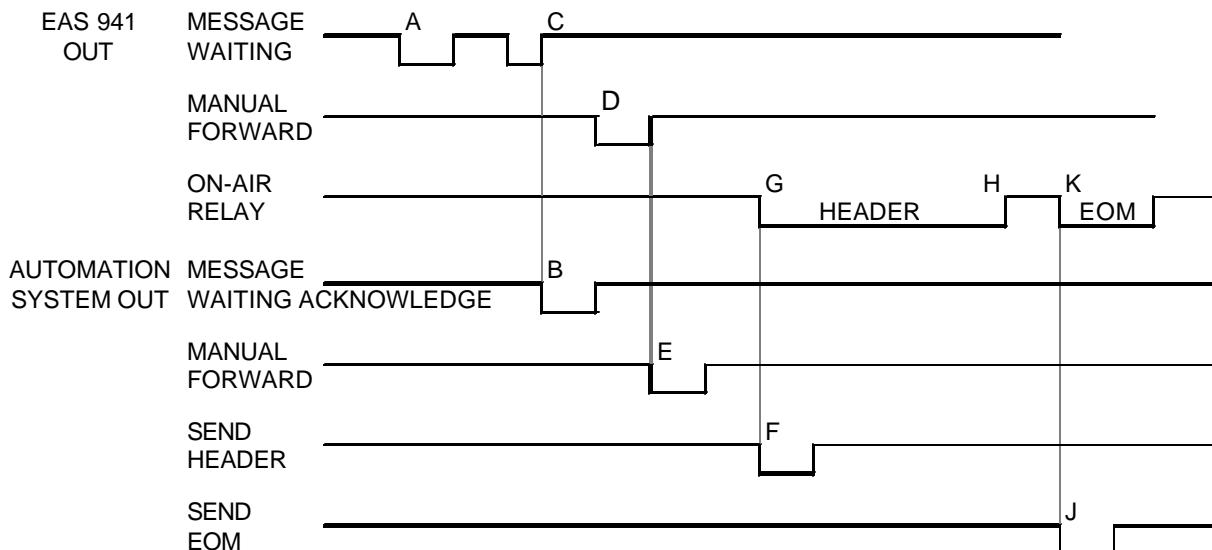 EAS 941 MESSAGE A C
OUT WAITING
MANUAL D
FORWARD
ON-AIR G H K
RELAY HEADER EOM
AUTOMATION MESSAGE B
SYSTEM OUT WAITING ACKNOWLEDGE
MANUAL E
FORWARD
SEND F
HEADER
SEND J
EOM